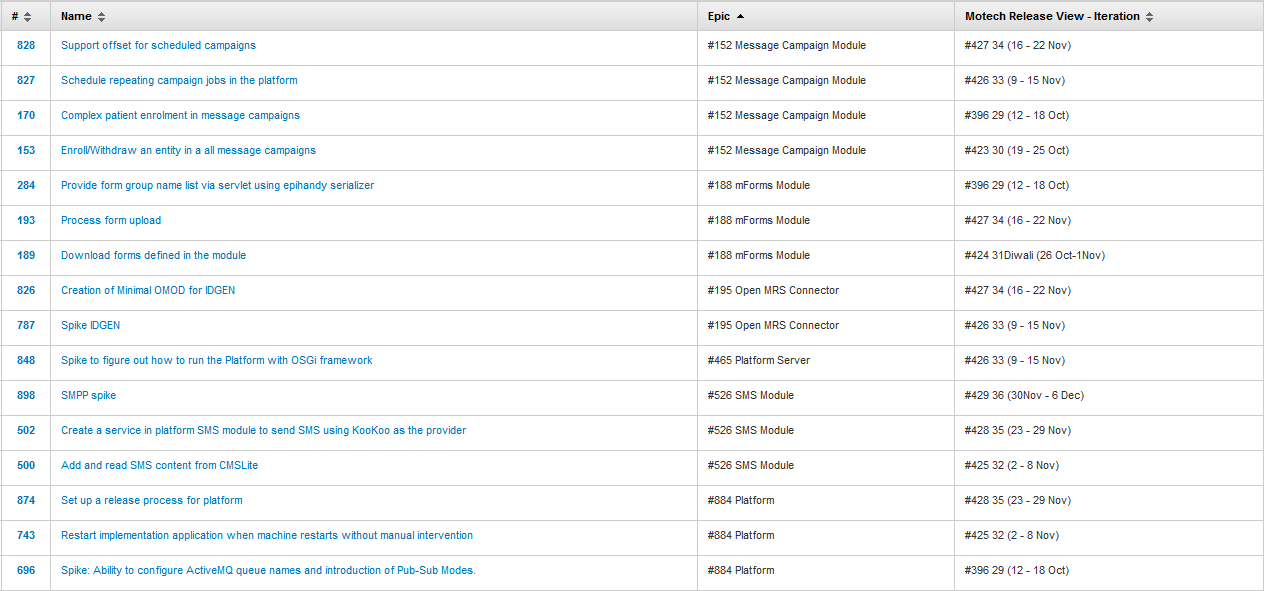 # Name Epic Motech Release View - Iteration
828 Support offset for scheduled campaigns #152 Message Campaign Module #427 34 (16 - 22 Nov)
827 Schedule repeating campaign jobs in the platform #152 Message Campaign Module #426 33 (9 - 15 Nov)
170 Complex patient enrolment in message campaigns #152 Message Campaign Module #396 29 (12 - 18 Oct)
153 Enroll/Withdraw an entity in a all message campaigns #152 Message Campaign Module #423 30 (19 - 25 Oct)
284 Provide form group name list via servlet using epihandy serializer #188 mForms Module #396 29 (12 - 18 Oct)
193 Process form upload #188 mForms Module #427 34 (16 - 22 Nov)
189 Download forms defined in the module #188 mForms Module #424 31Diwali (26 Oct-1Nov)
826 Creation of Minimal OMOD for IDGEN #195 Open MRS Connector #427 34 (16 - 22 Nov)
787 Spike IDGEN #195 Open MRS Connector #426 33 (9 - 15 Nov)
848 Spike to figure out how to run the Platform with OSGi framework #465 Platform Server #426 33 (9 - 15 Nov)
898 SMPP spike #526 SMS Module #429 36 (30Nov - 6 Dec)
502 Create a service in platform SMS module to send SMS using KooKoo as the provider #526 SMS Module #428 35 (23 - 29 Nov)
500 Add and read SMS content from CMSLite #526 SMS Module #425 32 (2 - 8 Nov)
874 Set up a release process for platform #884 Platform #428 35 (23 - 29 Nov)
743 Restart implementation application when machine restarts without manual intervention #884 Platform #425 32 (2 - 8 Nov)
696 Spike: Ability to configure ActiveMQ queue names and introduction of Pub-Sub Modes. #884 Platform #396 29 (12 - 18 Oct)